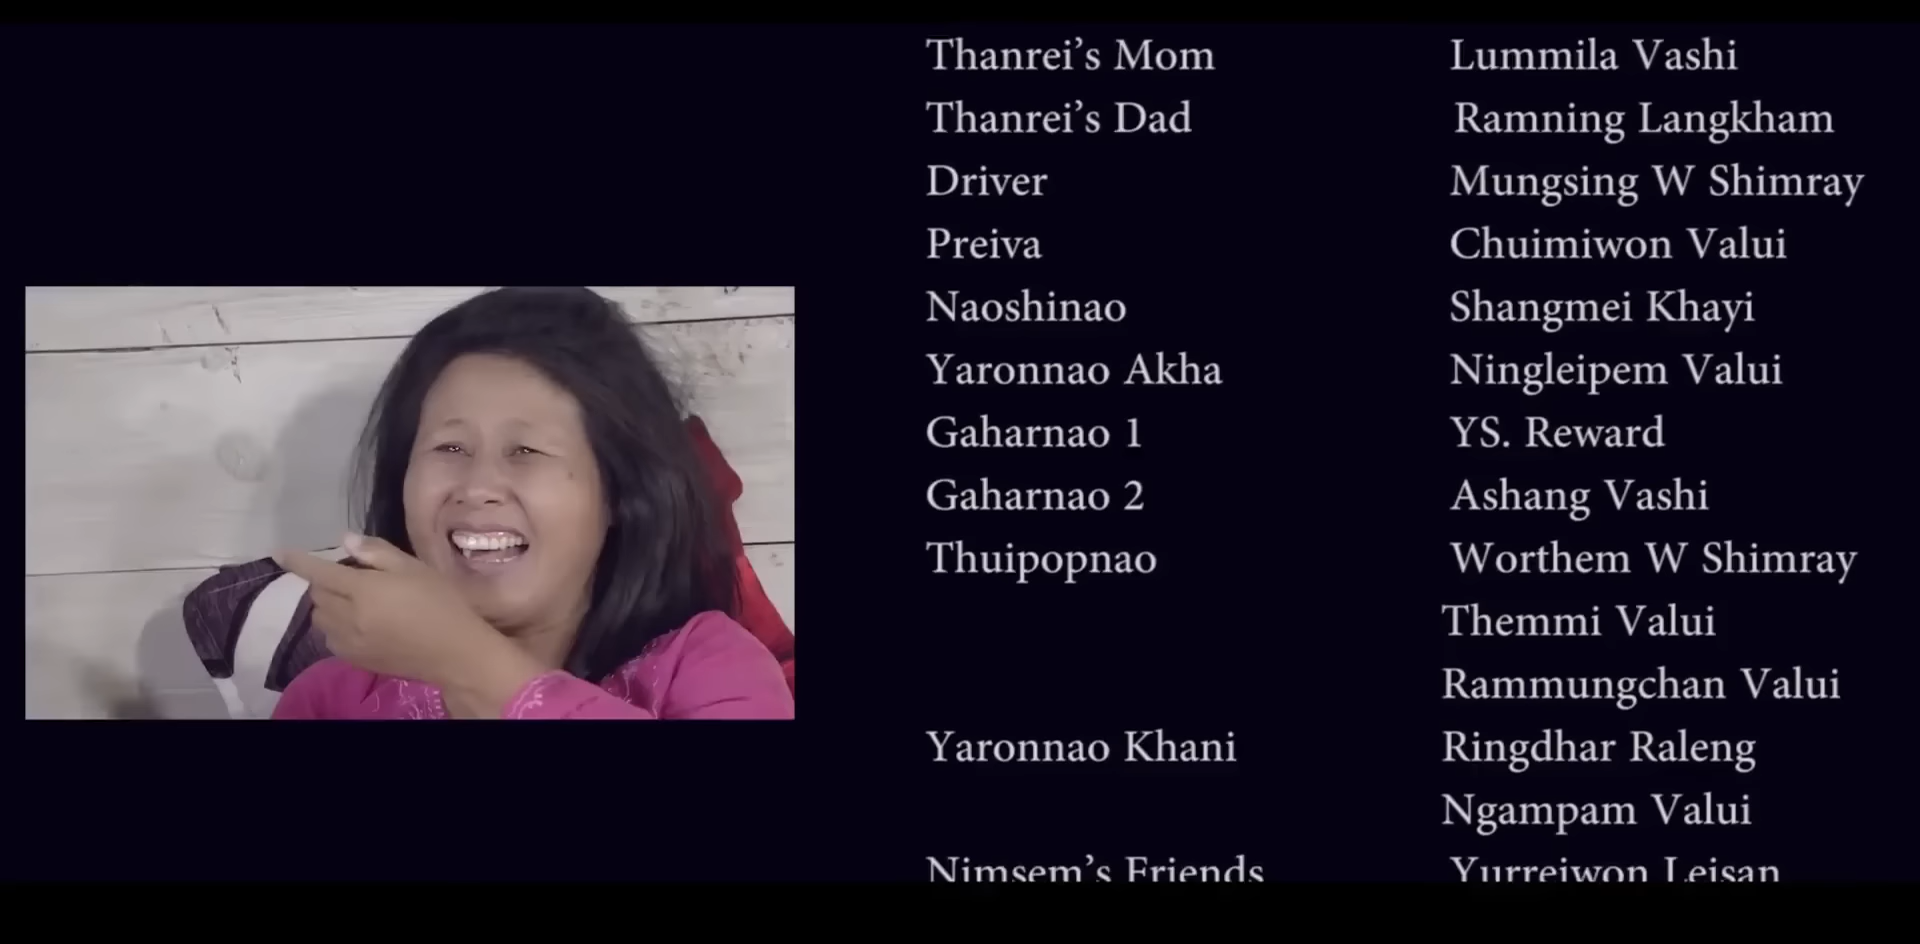 Thanrei’s Mom Lummila Vashi
Thanrei’s Dad Ramning Langkham
Driver Mungsing W Shimray
Preiva Chuimiwon Valui
Naoshinao Shangmei Khayi
Yaronnao Akha Ningleipem Valui
Gaharnao 1 YS. Reward
Gaharnao 2 Ashang Vashi
Thuipopnao Worthem W Shimray
Themmi Valui
Rammungchan Valui
Yaronnao Khani Ringdhar Raleng
Ngampam Valui
Nimsem’s Friends Yurreiwon Leisan